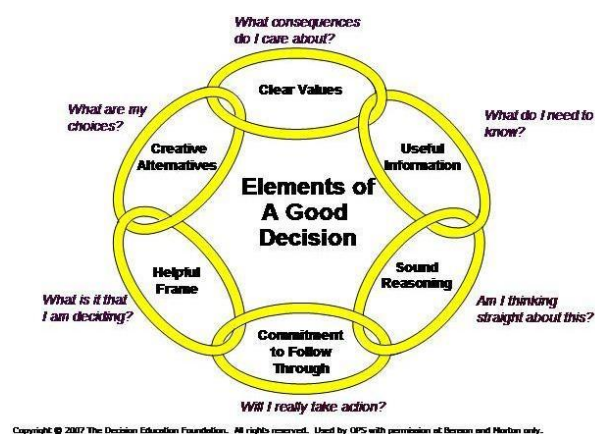 What consequences
do I care about?
Clear Values
What are my
choices?
Creative
Alternatives
What do I need to
know?
Useful
Information
Elements of
A Good
Decision
Helpful
Frame
What is it that
I am deciding?
Sound
Reasoning
Am I thinking
straight about this?
Commitment
to Follow
Through
Will I really take action?
Copyright © 2007 The Decision Education Foundation. All rights reserved. Used by OPS with permission at Benson and Morton only.